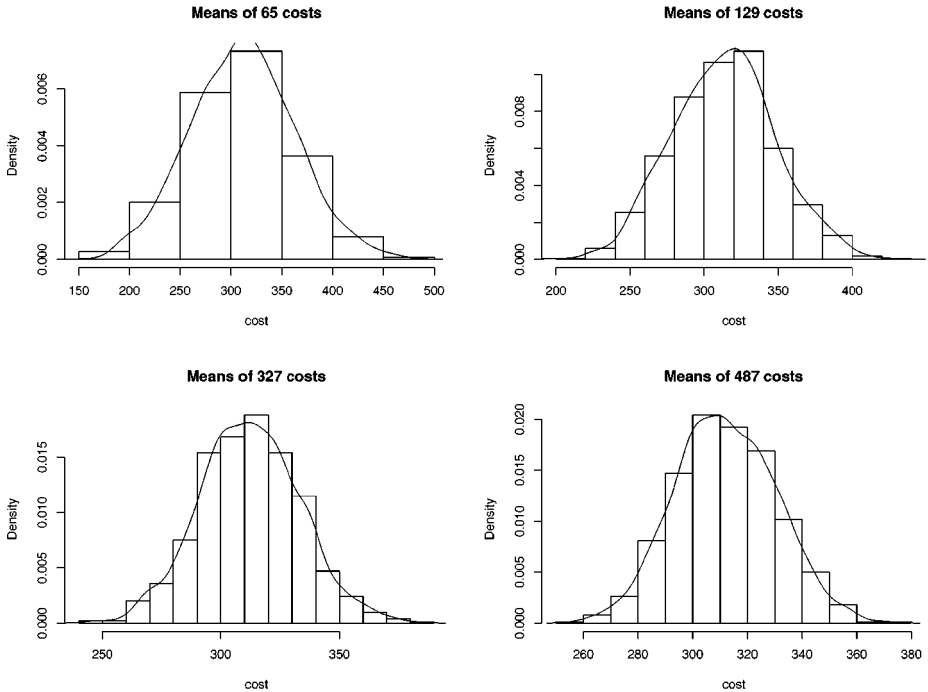 Means of 65 costs
Density
0.000 0.002 0.004 0.006
150 200 250 300 350 400 450 500
cost
Means of 129 costs
Density
0.000 0.004 0.008
200 250 300 350 400
cost
Means of 327 costs
Density
0.000 0.005 0.010 0.015
250 300 350
cost
Means of 487 costs
Density
0.000 0.005 0.010 0.015 0.020
260 280 300 320 340 360 380
cost